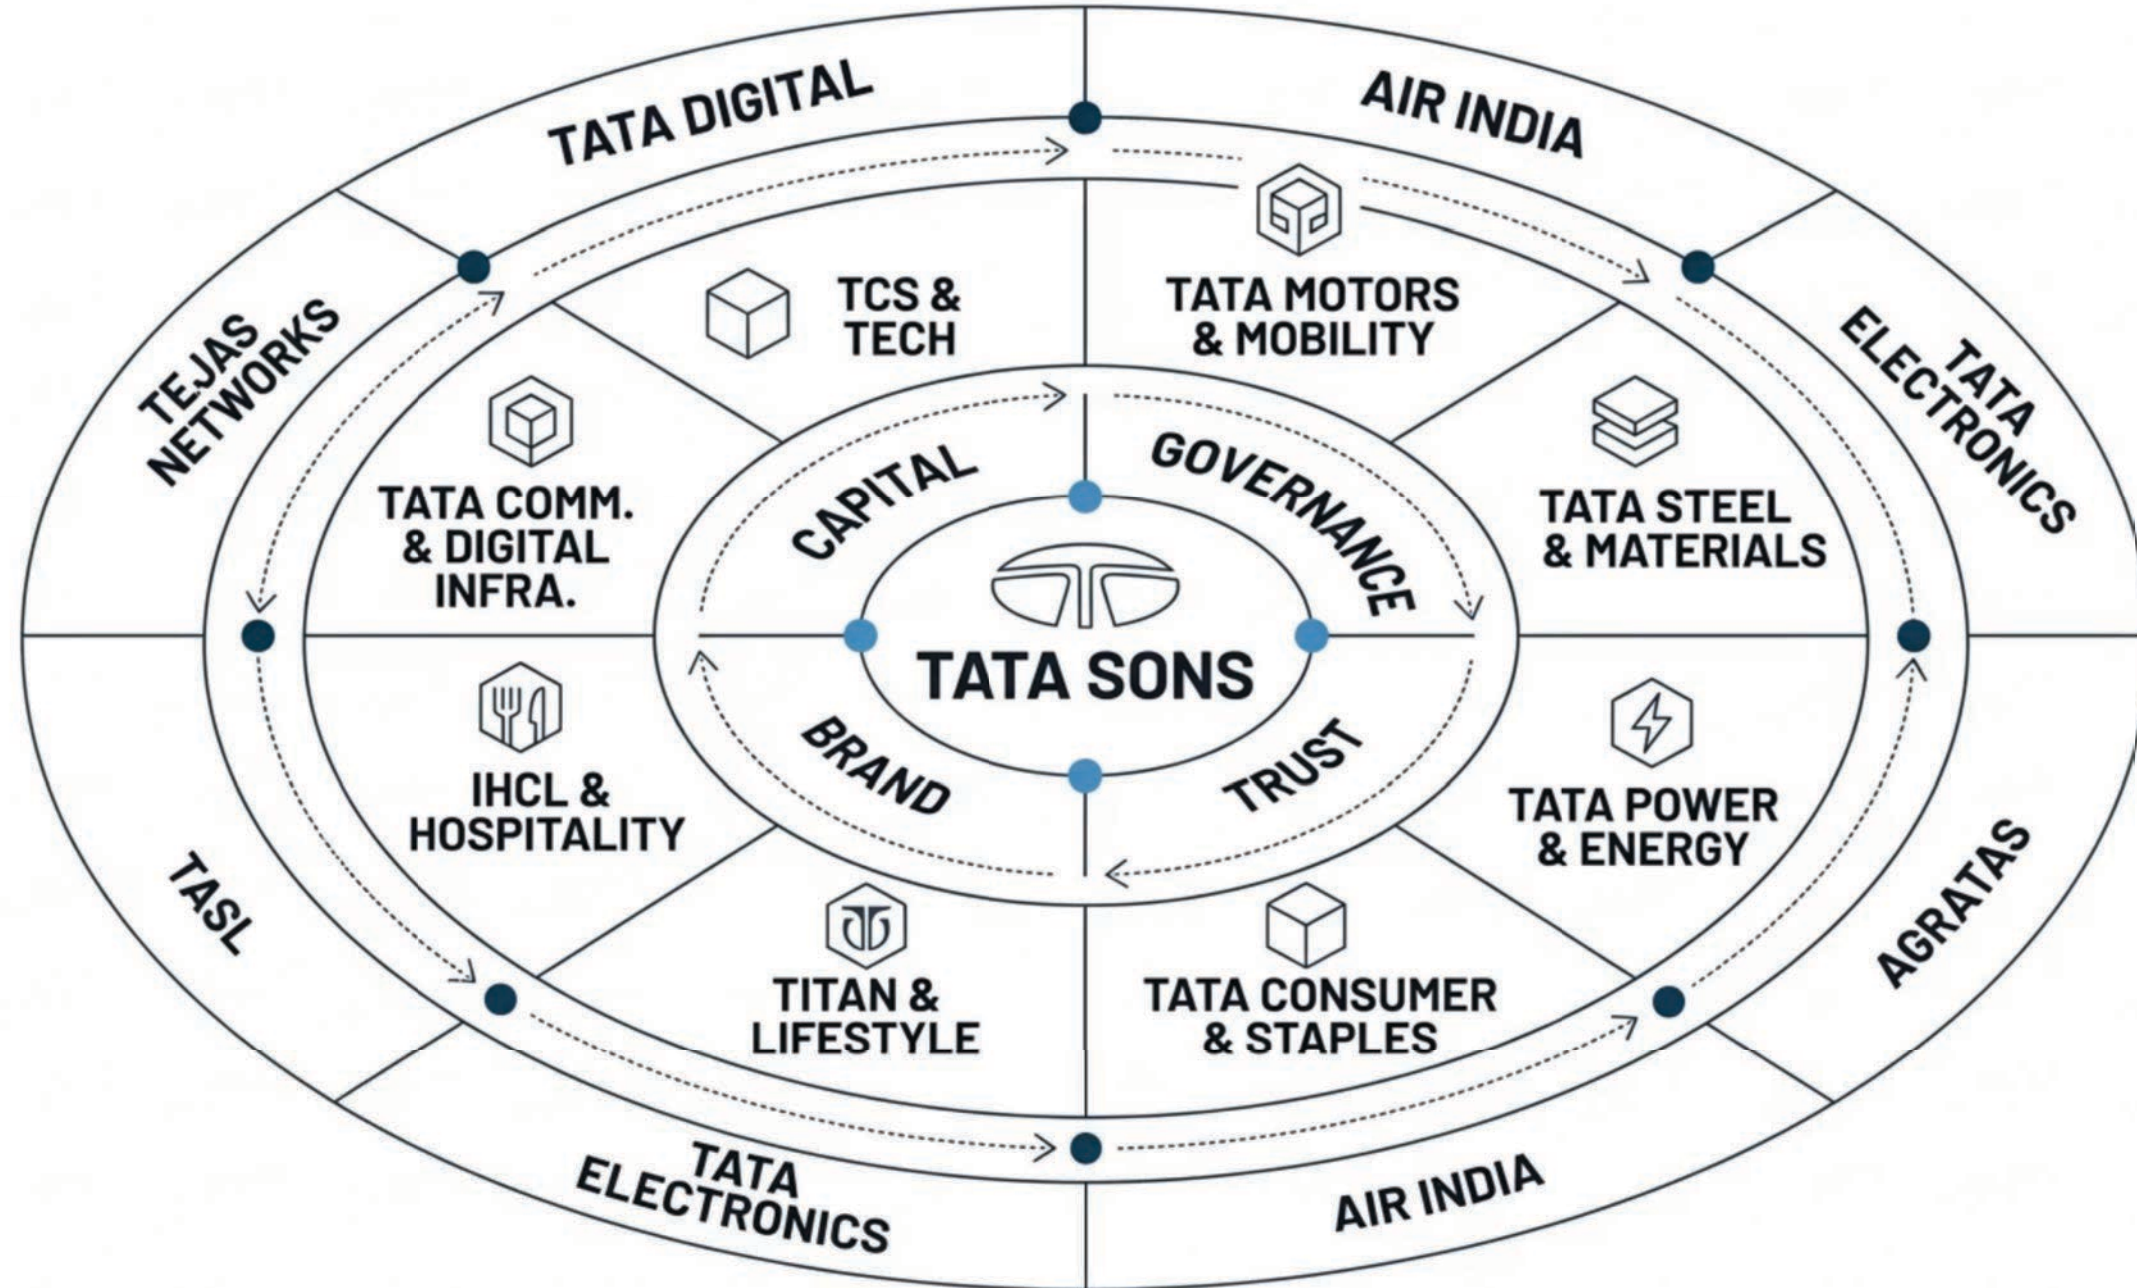 TATA DIGITAL
AIR INDIA
TEJAS
NETWORKS
TATA
ELECTRONICS
TCS &
TECH
TATA MOTORS
& MOBILITY
TATA COMM.
& DIGITAL
INFRA.
TATA STEEL
& MATERIALS
CAPITAL
GOVERNANCE
TATA SONS
BRAND
TRUST
IHCL &
HOSPITALITY
TATA POWER
& ENERGY
TITAN &
LIFESTYLE
TATA CONSUMER
& STAPLES
TASL
AGRATAS
TATA
ELECTRONICS
AIR INDIA